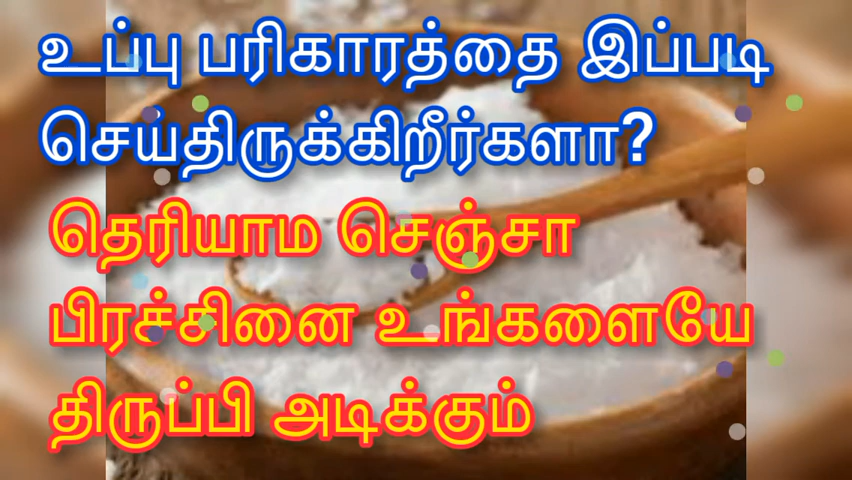 உப்பு பரிகாரத்தை இப்படி
செய்திருக்கிறீர்களா?
தெரியாம செஞ்சா
பிரச்சினை உங்களையே
திருப்பி அடிக்கும்